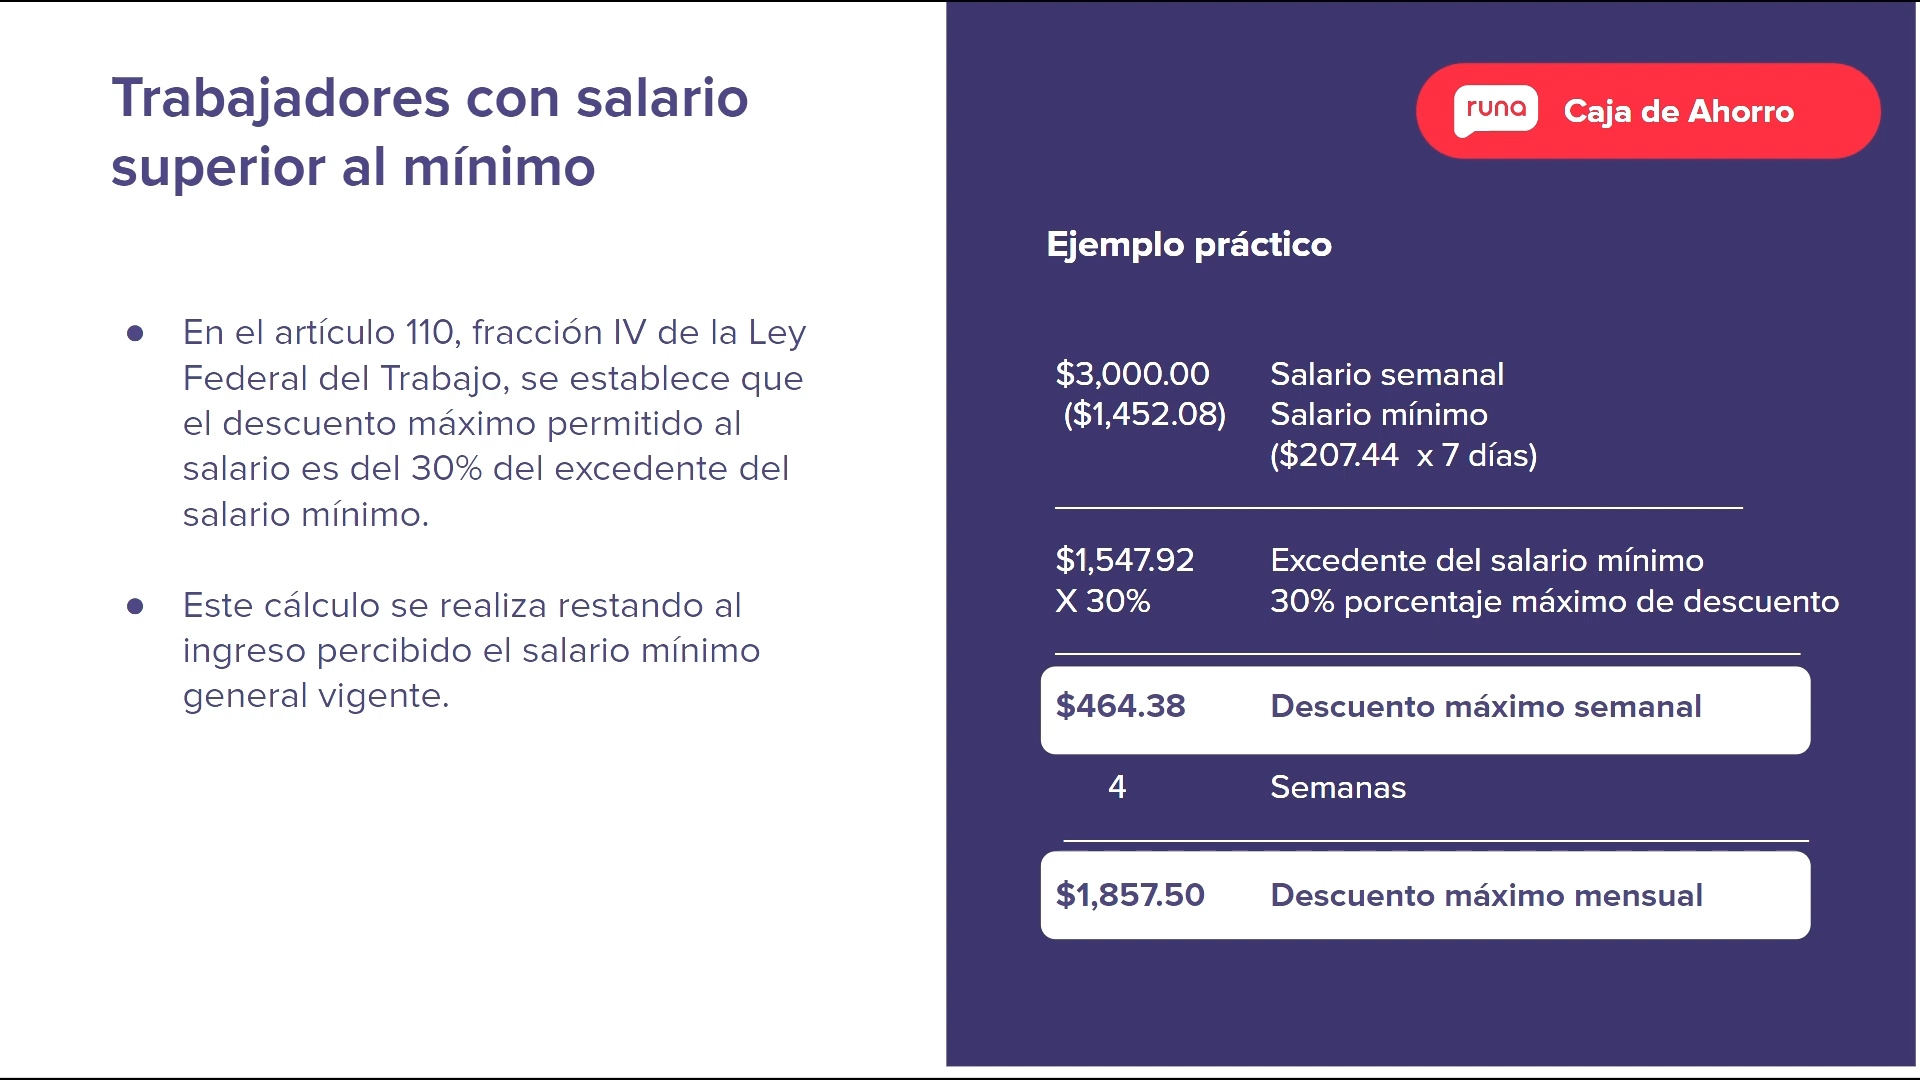 Trabajadores con salario
superior al mínimo
● En el artículo 110, fracción IV de la Ley
Federal del Trabajo, se establece que
el descuento máximo permitido al
salario es del 30% del excedente del
salario mínimo.
● Este cálculo se realiza restando al
ingreso percibido el salario mínimo
general vigente.
runa Caja de Ahorro
Ejemplo práctico
$3,000.00 Salario semanal
($1,452.08) Salario mínimo
($207.44 x 7 días)
$1,547.92 Excedente del salario mínimo
X 30% 30% porcentaje máximo de descuento
$464.38 Descuento máximo semanal
4 Semanas
$1,857.50 Descuento máximo mensual